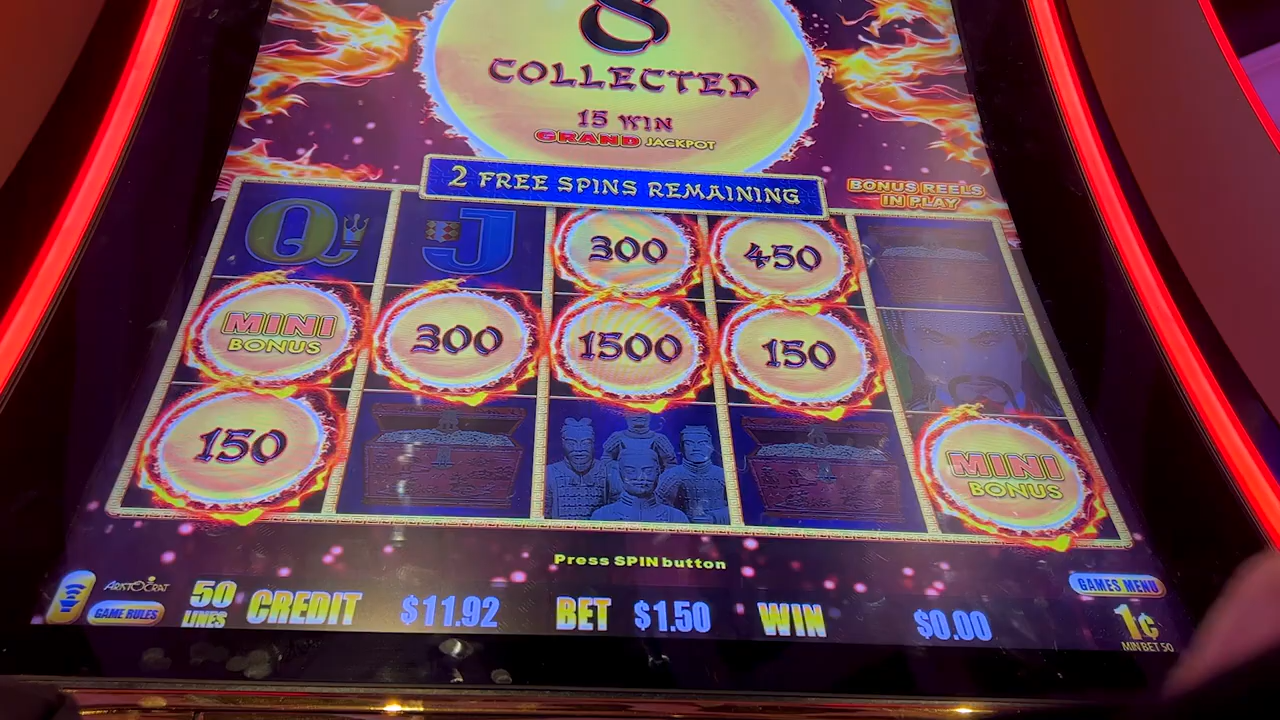 8
COLLECTED
15 WIN
GRAND JACKPOT
2 FREE SPINS REMAINING
BONUS REELS
IN PLAY
Q
J
300
450
MINI
BONUS
300
1500
150
150
MINI
BONUS
Press SPIN button
GAMES MENU
ARISTOCRAT
GAME RULES
50
LINES
CREDIT $11.92 BET $1.50 WIN $0.00
1¢
MIN BET 50